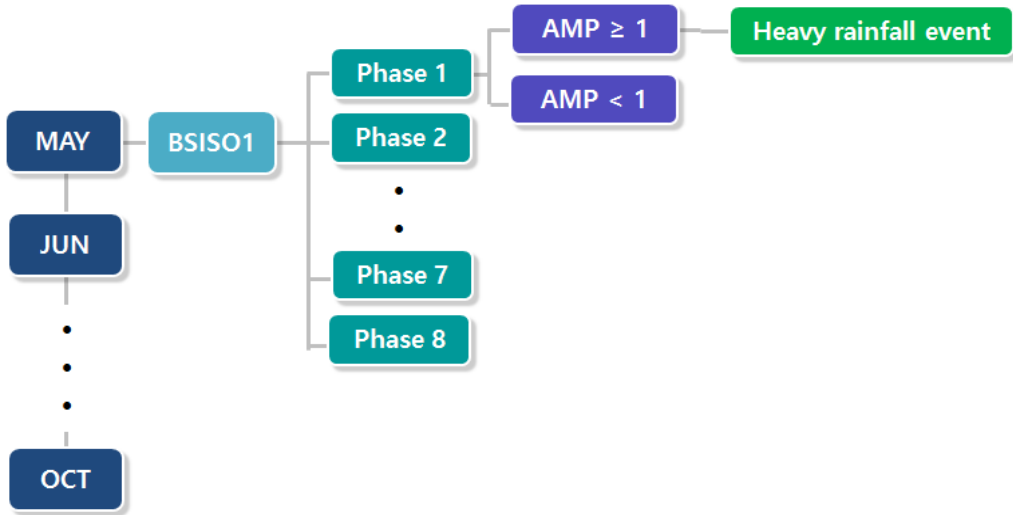 MAY
JUN
OCT
BSISO1
Phase 1
Phase 2
Phase 7
Phase 8
AMP ≥ 1
AMP < 1
Heavy rainfall event